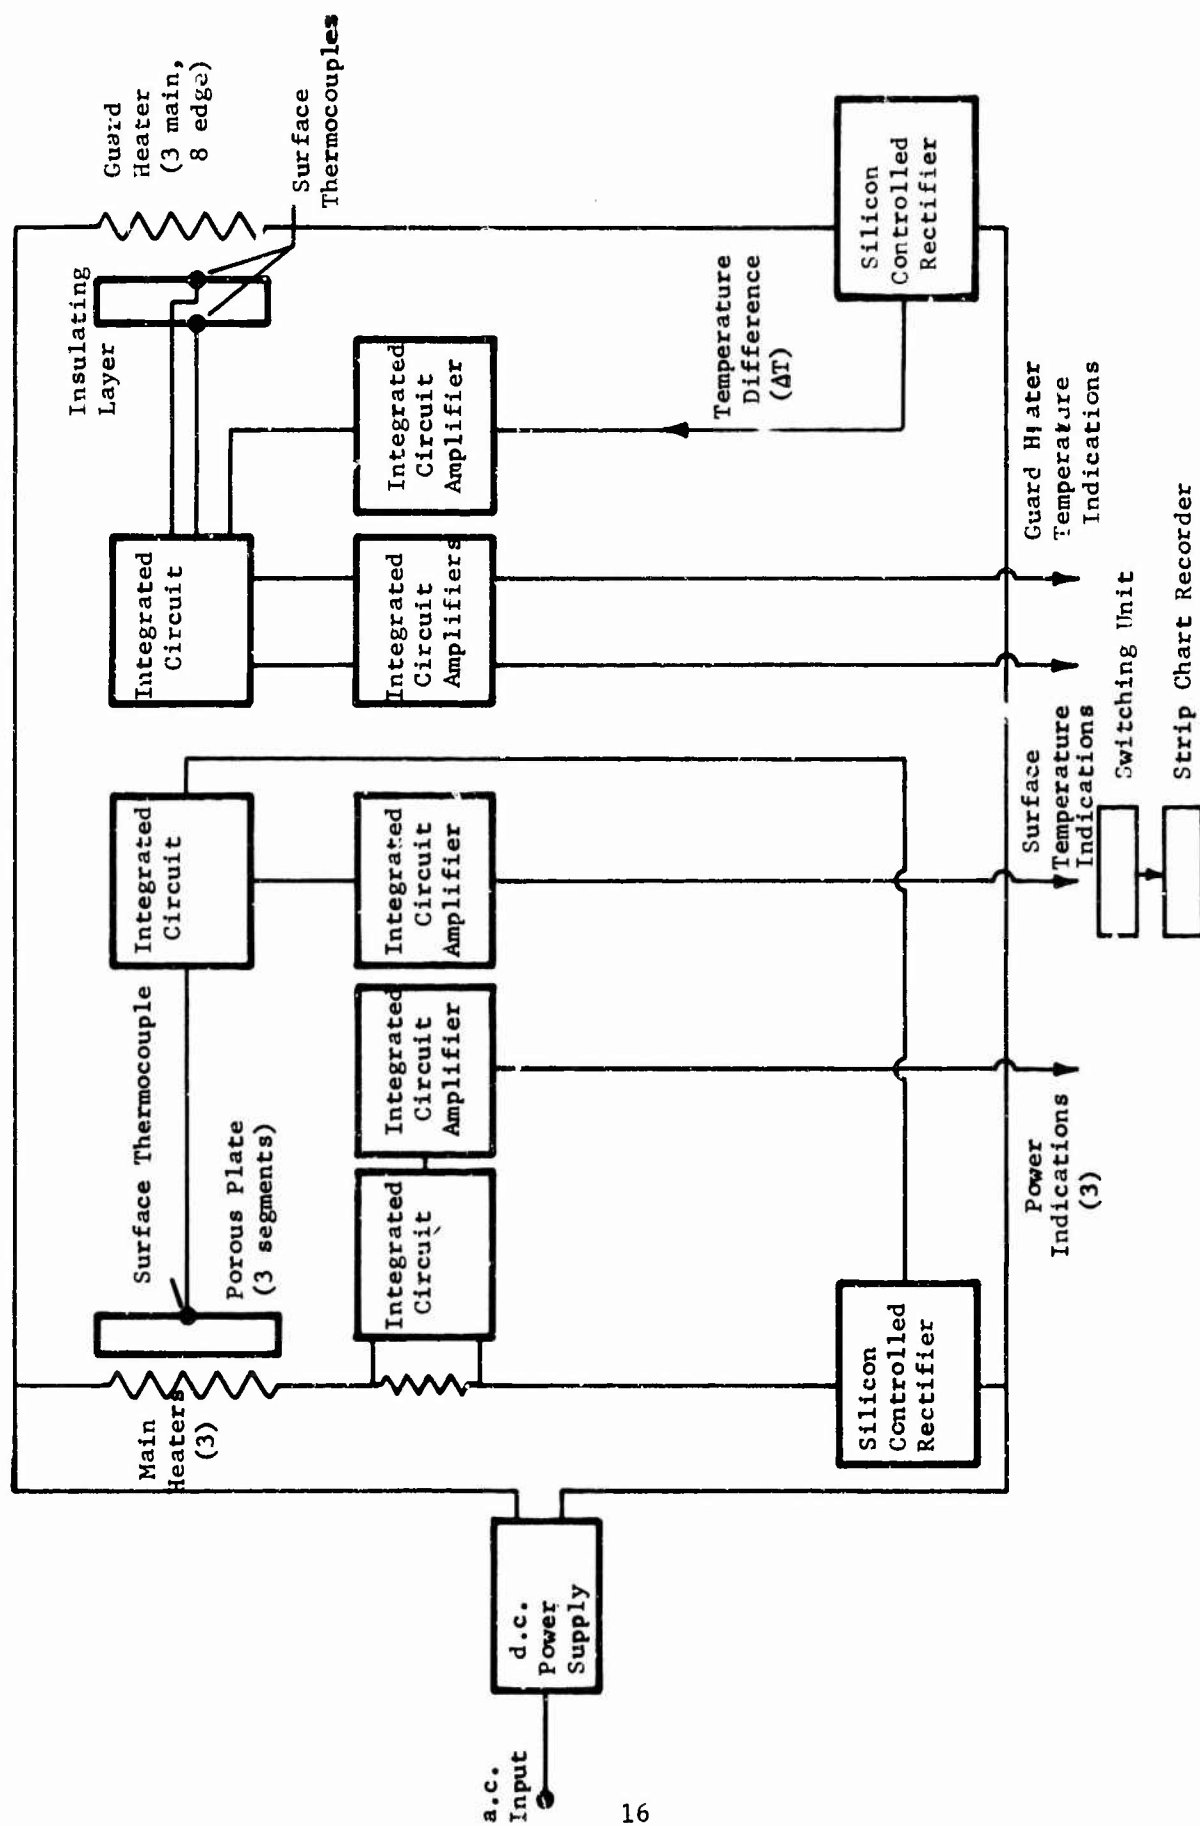 a.c.
Input
d.c.
Power
Supply
Main
Heaters
(3)
Surface Thermocouple
Porous Plate
(3 segments)
Integrated
Circuit
Integrated
Circuit
Amplifier
Integrated
Circuit
Integrated
Circuit
Amplifier
Silicon
Controlled
Rectifier
Integrated
Circuit
Integrated
Circuit
Amplifiers
Integrated
Circuit
Amplifier
Insulating
Layer
Guard
Heater
(3 main,
8 edge)
Surface
Thermocouples
Temperature
Difference
(ΔT)
Silicon
Controlled
Rectifier
Power
Indications
(3)
Surface
Temperature
Indications
Guard Heater
Temperature
Indications
Switching Unit
Strip Chart Recorder
16